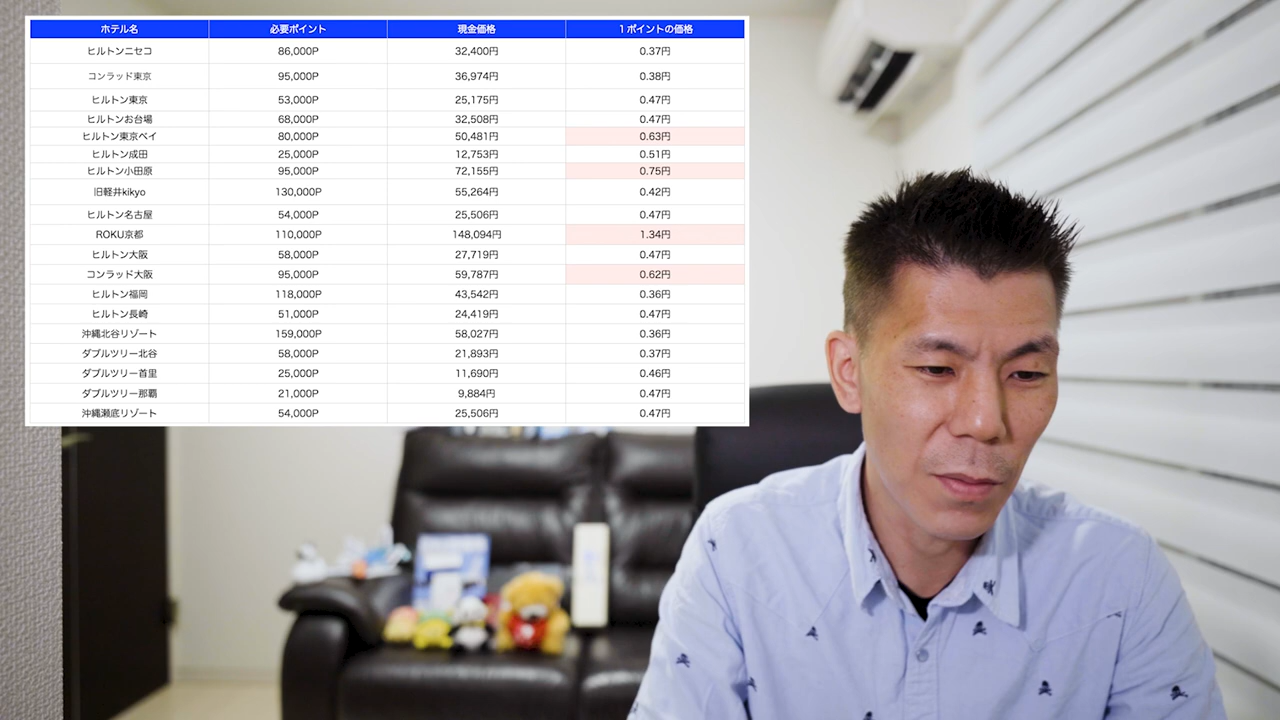 ホテル名 必要ポイント 現金価格 1ポイントの価格
ヒルトンニセコ 86,000P 32,400円 0.37円
コンラッド東京 95,000P 36,974円 0.38円
ヒルトン東京 53,000P 25,175円 0.47円
ヒルトンお台場 68,000P 32,508円 0.47円
ヒルトン東京ベイ 80,000P 50,481円 0.63円
ヒルトン成田 25,000P 12,753円 0.51円
ヒルトン小田原 95,000P 72,155円 0.75円
旧軽井kikyo 130,000P 55,264円 0.42円
ヒルトン名古屋 54,000P 25,506円 0.47円
ROKU京都 110,000P 148,094円 1.34円
ヒルトン大阪 58,000P 27,719円 0.47円
コンラッド大阪 95,000P 59,787円 0.62円
ヒルトン福岡 118,000P 43,542円 0.36円
ヒルトン長崎 51,000P 24,419円 0.47円
沖縄北谷リゾート 159,000P 58,027円 0.36円
ダブルツリー北谷 58,000P 21,893円 0.37円
ダブルツリー首里 25,000P 11,690円 0.46円
ダブルツリー那覇 21,000P 9,884円 0.47円
沖縄瀬底リゾート 54,000P 25,506円 0.47円